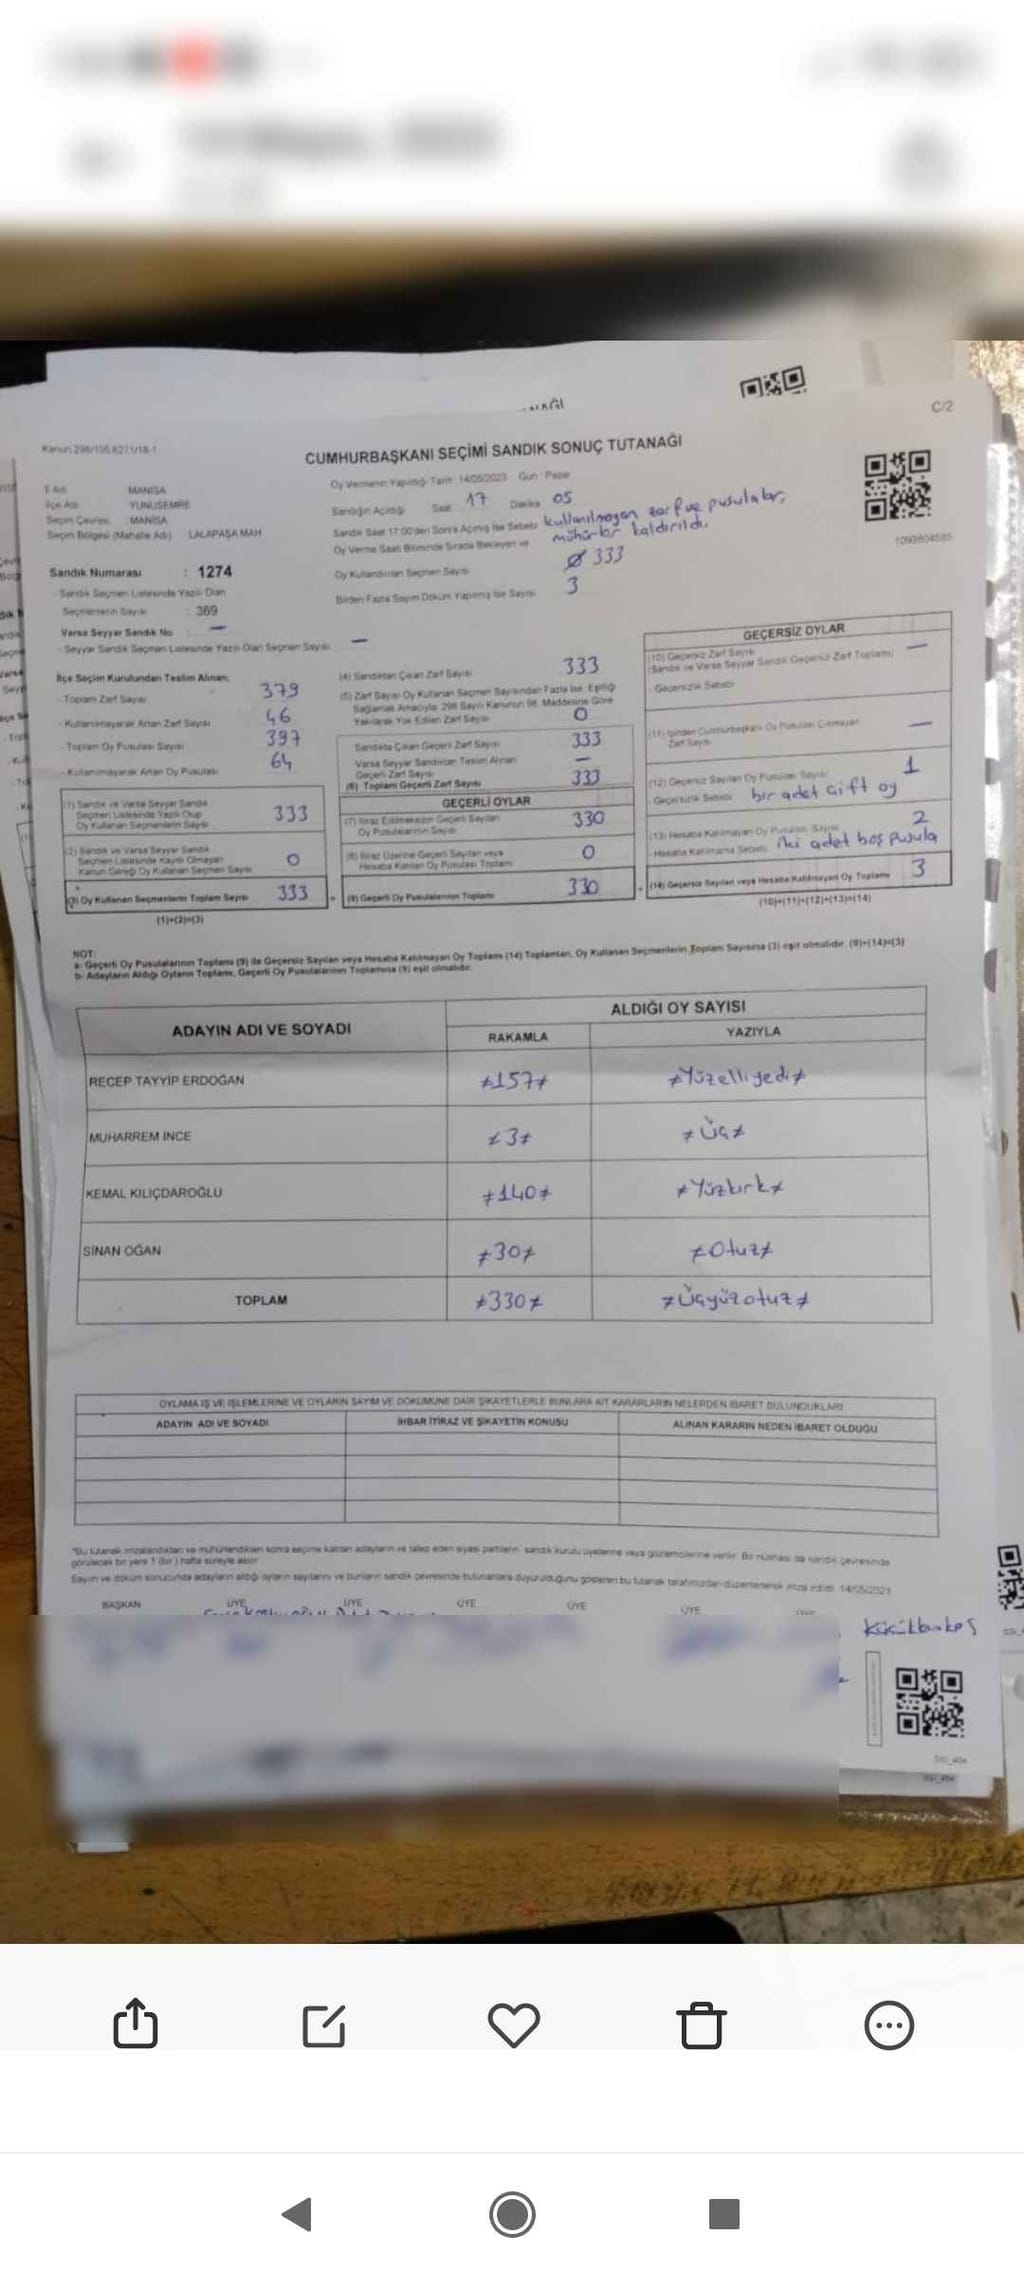 C/2
Kanun:298/105,6271/18-1
CUMHURBAŞKANI SEÇİMİ SANDIK SONUÇ TUTANAĞI
İl Adı : MANİSA
İlçe Adı : YUNUSEMRE
Seçim Çevresi : MANİSA
Seçim Bölgesi (Mahalle Adı) : LALAPAŞA MAH
Sandık Numarası : 1274
Sandık Seçmen Listesinde Yazılı Olan
Seçmenlerin Sayısı : 369
Varsa Seyyar Sandık No —
Seyyar Sandık Seçmen Listesinde Yazılı Olan Seçmen Sayısı —
Oy Vermenin Yapıldığı Tarih : 14/05/2023 Gün : Pazar
Sandığın Açıldığı Saat 17 Dakika 05
Sandık Saat 17:00'den Sonra Açılmış İse Sebebi kullanılmayan zarf ve pusulalar,
mühürler kaldırıldı.
Oy Verme Saati Bitiminde Sırada Bekleyen ve
Oy Kullandırılan Seçmen Sayısı 333
Birden Fazla Sayım Döküm Yapılmış İse Sayısı 3
1093804585
İlçe Seçim Kurulundan Teslim Alınan;
- Toplam Zarf Sayısı 379
- Kullanılmayarak Artan Zarf Sayısı 46
- Toplam Oy Pusulası Sayısı 397
- Kullanılmayarak Artan Oy Pusulası 64
(1) Sandık ve Varsa Seyyar Sandık
Seçmen Listesinde Yazılı Olup
Oy Kullanan Seçmenlerin Sayısı 333
(2) Sandık ve Varsa Seyyar Sandık
Seçmen Listesinde Kayıtlı Olmayan
Kanun Gereği Oy Kullanan Seçmen Sayısı 0
(3) Oy Kullanan Seçmenlerin Toplam Sayısı 333
(1)+(2)=(3)
(4) Sandıktan Çıkan Zarf Sayısı 333
(5) Zarf Sayısı Oy Kullanan Seçmen Sayısından Fazla İse; Eşitliği
Sağlamak Amacıyla; 298 Sayılı Kanunun 98. Maddesine Göre
Yakılarak Yok Edilen Zarf Sayısı 0
Sandıkta Çıkan Geçerli Zarf Sayısı 333
Varsa Seyyar Sandıktan Teslim Alınan
Geçerli Zarf Sayısı —
(6) Toplam Geçerli Zarf Sayısı 333
GEÇERLİ OYLAR
(7) İtiraz Edilmeksizin Geçerli Sayılan
Oy Pusulalarının Sayısı 330
(8) İtiraz Üzerine Geçerli Sayılan veya
Hesaba Katılan Oy Pusulaları Toplamı 0
(9) Geçerli Oy Pusulalarının Toplamı 330
GEÇERSİZ OYLAR
(10) Geçersiz Zarf Sayısı
(Sandık ve Varsa Seyyar Sandık Geçersiz Zarf Toplamı) —
- Geçersizlik Sebebi
(11) İçinden Cumhurbaşkanı Oy Pusulası Çıkmayan
Zarf Sayısı —
(12) Geçersiz Sayılan Oy Pusulası Sayısı 1
- Geçersizlik Sebebi bir adet çift oy
(13) Hesaba Katılmayan Oy Pusulası Sayısı 2
- Hesaba Katılmama Sebebi iki adet boş pusula
(14) Geçersiz Sayılan veya Hesaba Katılmayan Oy Toplamı 3
(10)+(11)+(12)+(13)=(14)
NOT:
a- Geçerli Oy Pusulalarının Toplamı (9) ile Geçersiz Sayılan veya Hesaba Katılmayan Oy Toplamı (14) Toplamları, Oy Kullanan Seçmenlerin Toplam Sayısına (3) eşit olmalıdır. (9)+(14)=(3)
b- Adayların Aldığı Oyların Toplamı, Geçerli Oy Pusulalarının Toplamına (9) eşit olmalıdır.
ADAYIN ADI VE SOYADI
ALDIĞI OY SAYISI
RAKAMLA YAZIYLA
RECEP TAYYİP ERDOĞAN ≠157≠ ≠Yüzelliyedi≠
MUHARREM İNCE ≠3≠ ≠Üç≠
KEMAL KILIÇDAROĞLU ≠140≠ ≠Yüzkırk≠
SİNAN OĞAN ≠30≠ ≠Otuz≠
TOPLAM ≠330≠ ≠Üçyüzotuz≠
OYLAMA İŞ VE İŞLEMLERİNE VE OYLARIN SAYIM VE DÖKÜMÜNE DAİR ŞİKAYETLERLE BUNLARA AİT KARARLARIN NELERDEN İBARET BULUNDUKLARI
ADAYIN ADI VE SOYADI İHBAR İTİRAZ VE ŞİKAYETİN KONUSU ALINAN KARARIN NEDEN İBARET OLDUĞU
*Bu tutanak imzalandıktan ve mühürlendikten sonra seçime katılan adayların ve talep eden siyasi partilerin sandık kurulu üyelerine veya gözlemcilerine verilir. Bir nüshası da sandık çevresinde
görülecek bir yere 1 (bir) hafta süreyle asılır.
Sayım ve döküm sonucunda adayların aldığı oyların sayılarını ve bunların sandık çevresinde bulunanlara duyurulduğunu gösteren bu tutanak tarafımızdan düzenlenerek imza edildi. 14/05/2023
BAŞKAN ÜYE ÜYE ÜYE ÜYE ÜYE